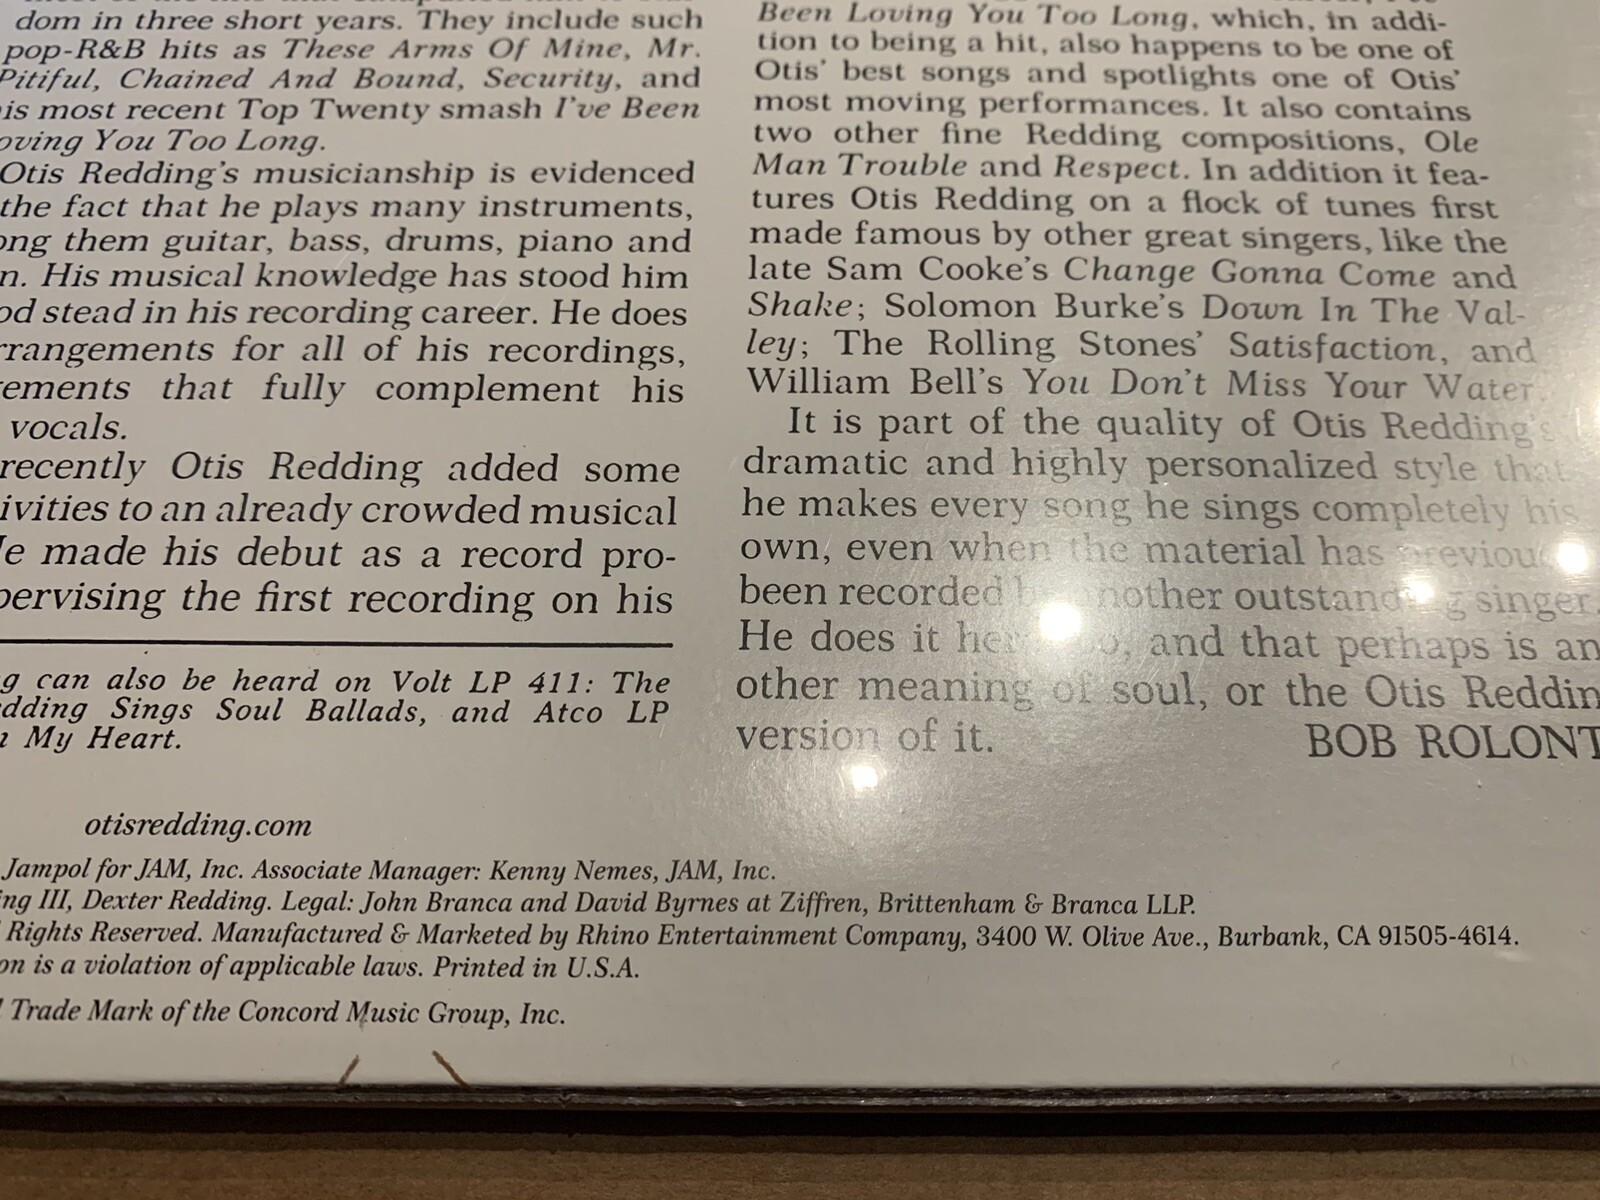 dom in three short years. They include such
pop-R&B hits as These Arms Of Mine, Mr.
Pitiful, Chained And Bound, Security, and
his most recent Top Twenty smash I've Been
Loving You Too Long.
Otis Redding's musicianship is evidenced
the fact that he plays many instruments,
ong them guitar, bass, drums, piano and
n. His musical knowledge has stood him
od stead in his recording career. He does
rrangements for all of his recordings,
ements that fully complement his
vocals.
recently Otis Redding added some
ivities to an already crowded musical
He made his debut as a record pro-
pervising the first recording on his
g can also be heard on Volt LP 411: The
dding Sings Soul Ballads, and Atco LP
My Heart.
Been Loving You Too Long, which, in addi-
tion to being a hit, also happens to be one of
Otis' best songs and spotlights one of Otis'
most moving performances. It also contains
two other fine Redding compositions, Ole
Man Trouble and Respect. In addition it fea-
tures Otis Redding on a flock of tunes first
made famous by other great singers, like the
late Sam Cooke's Change Gonna Come and
Shake; Solomon Burke's Down In The Val-
ley; The Rolling Stones' Satisfaction, and
William Bell's You Don't Miss Your Water.
It is part of the quality of Otis Redding's
dramatic and highly personalized style that
he makes every song he sings completely his
own, even when the material has
been recorded another outstanding singer.
He does it and that perhaps is an
other meaning of soul, or the Otis Reddin
version of it. BOB ROLONT
otisredding.com
Jampol for JAM, Inc. Associate Manager: Kenny Nemes, JAM, Inc.
ing III, Dexter Redding. Legal: John Branca and David Byrnes at Ziffren, Brittenham & Branca LLP.
Rights Reserved. Manufactured & Marketed by Rhino Entertainment Company, 3400 W. Olive Ave., Burbank, CA 91505-4614.
on is a violation of applicable laws. Printed in U.S.A.
Trade Mark of the Concord Music Group, Inc.